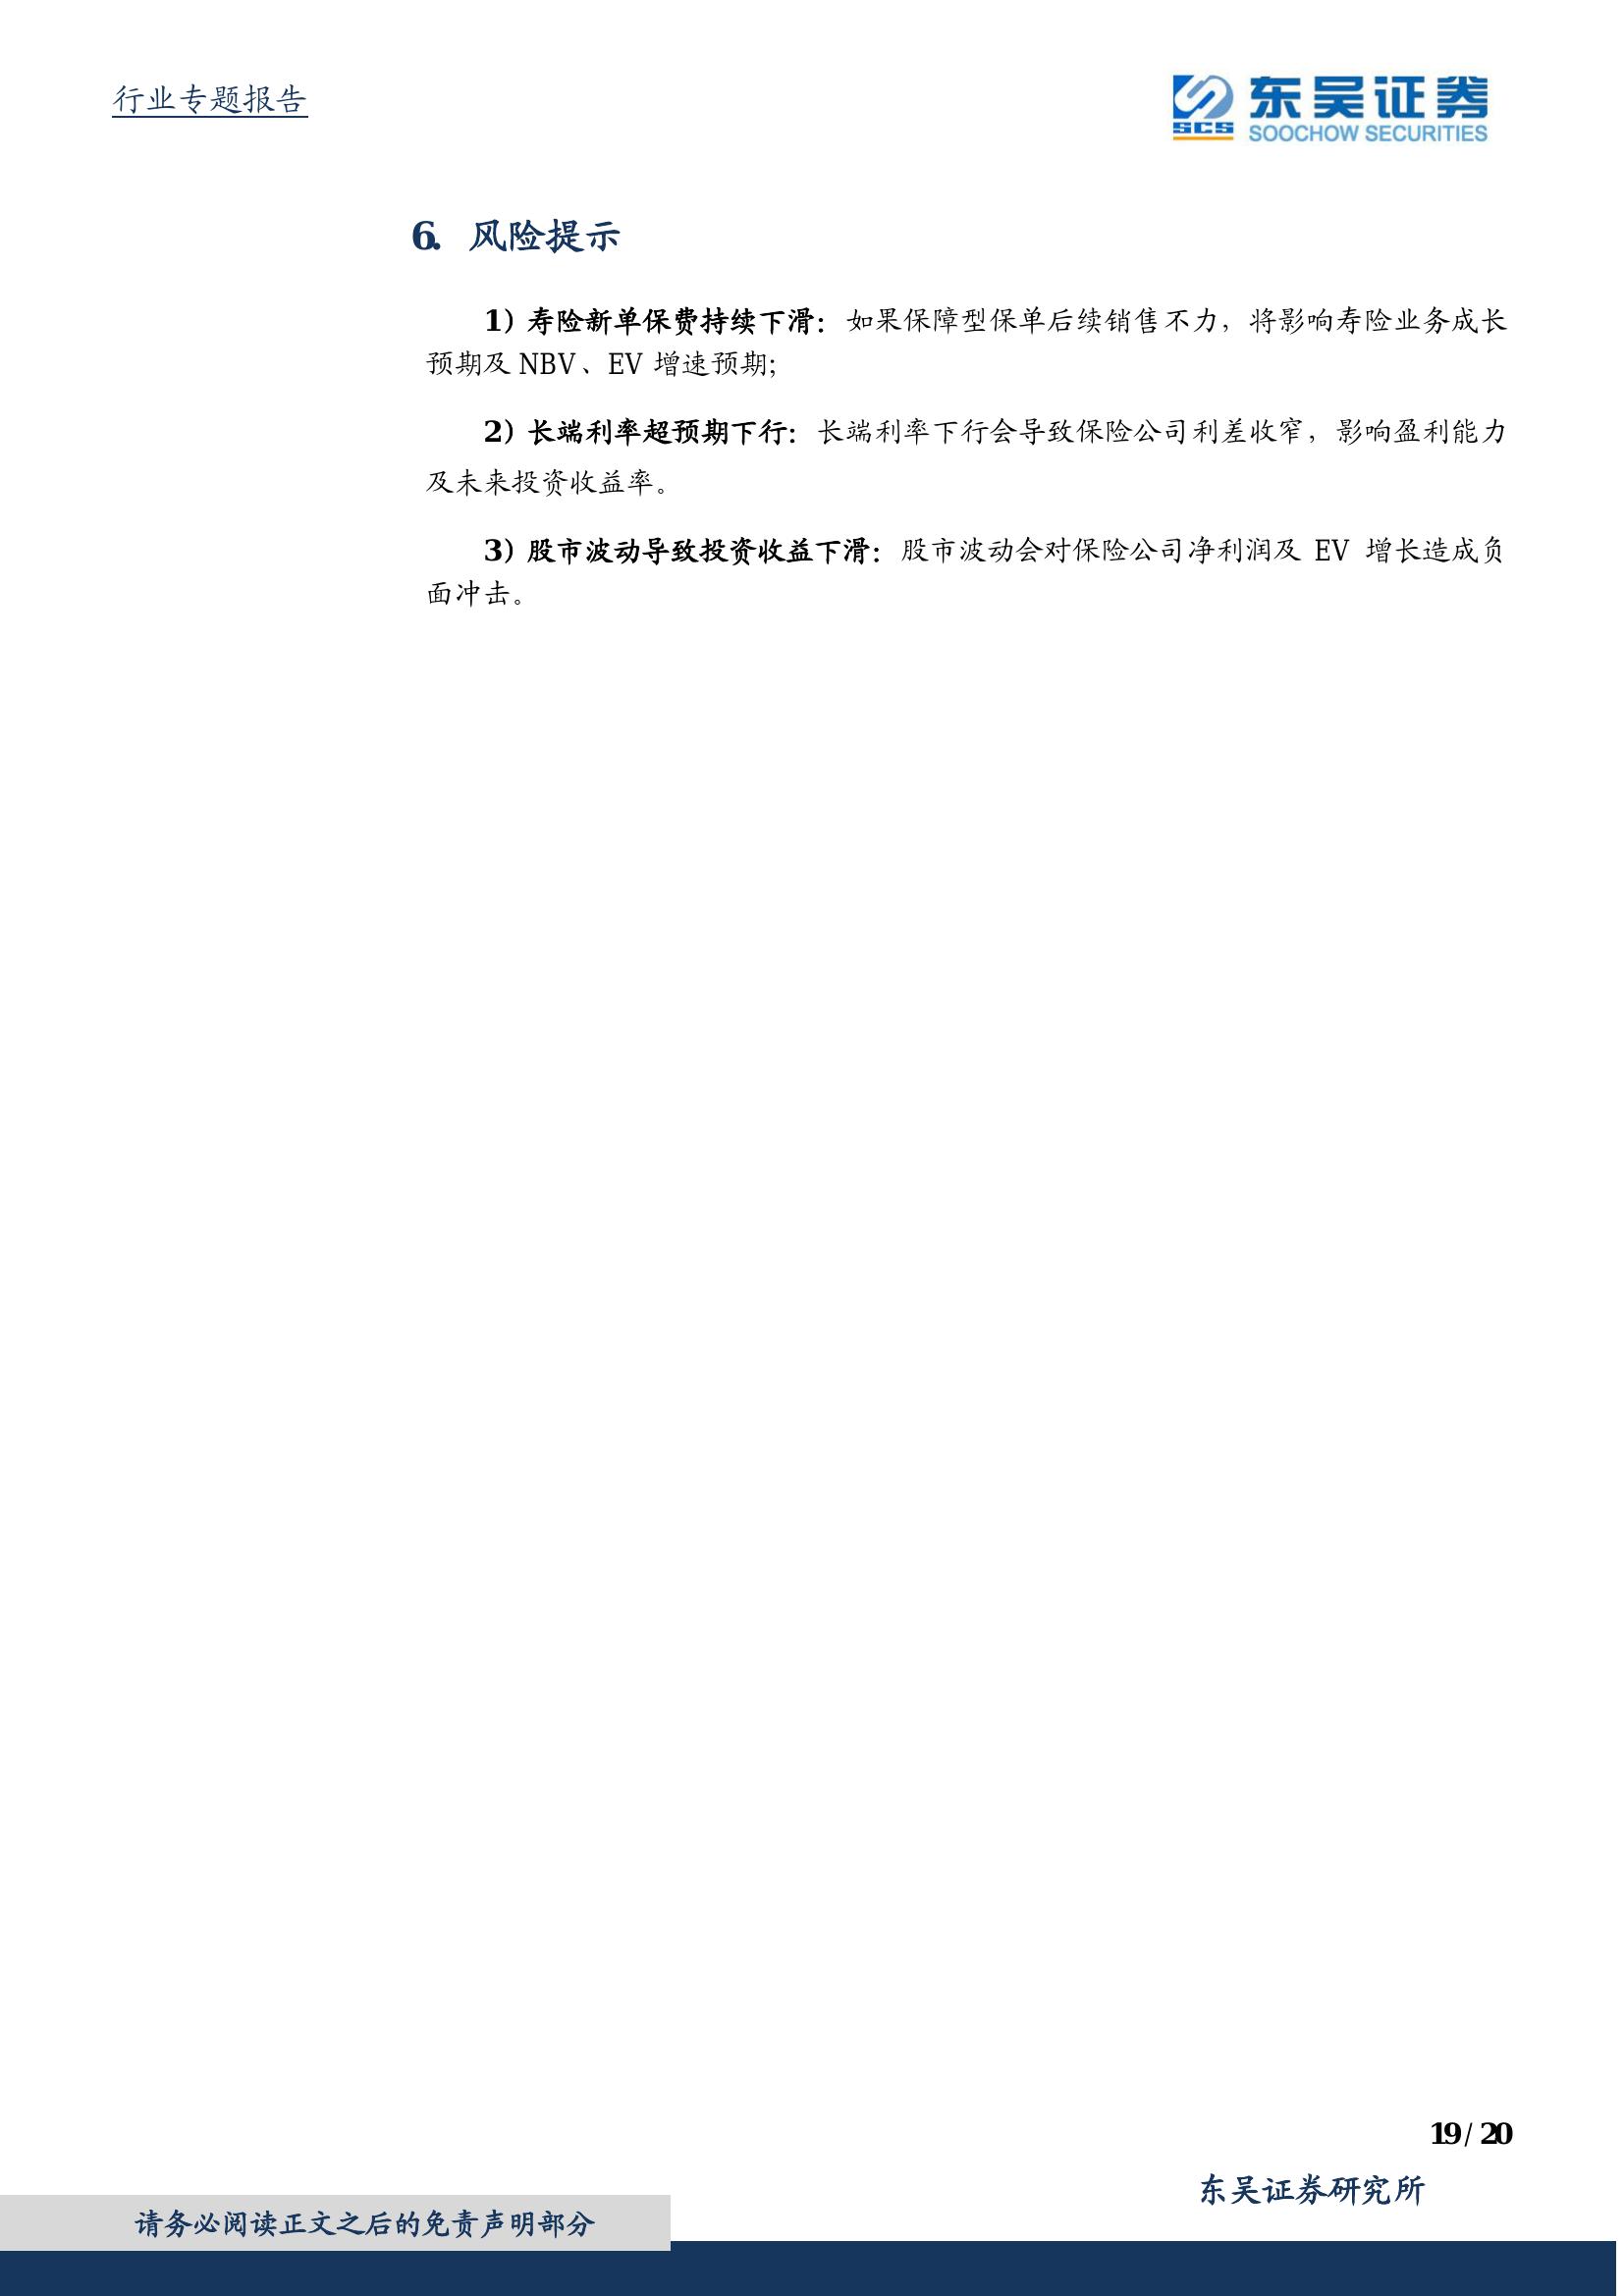 行业专题报告
SCS
东吴证券
SOOCHOW SECURITIES
6. 风险提示
1）寿险新单保费持续下滑：如果保障型保单后续销售不力，将影响寿险业务成长
预期及 NBV、EV 增速预期；
2）长端利率超预期下行：长端利率下行会导致保险公司利差收窄，影响盈利能力
及未来投资收益率。
3）股市波动导致投资收益下滑：股市波动会对保险公司净利润及 EV 增长造成负
面冲击。
19 / 20
东吴证券研究所
请务必阅读正文之后的免责声明部分